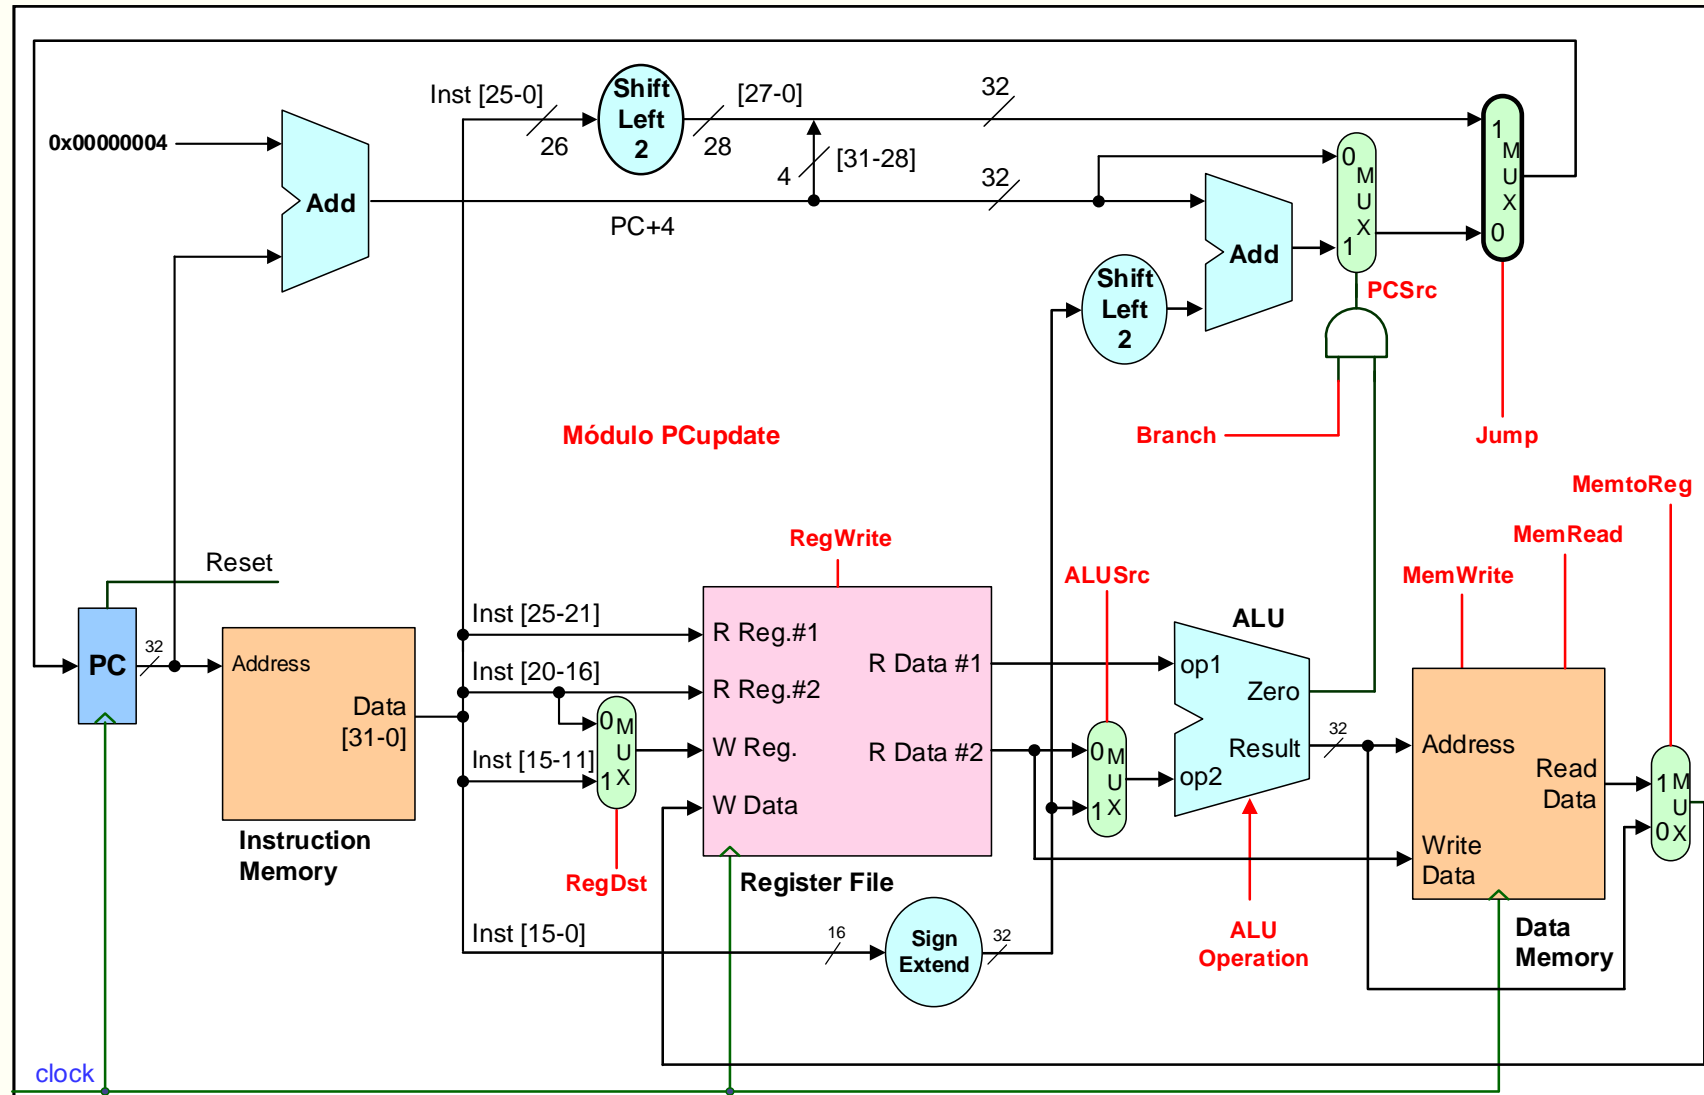 Inst [25-0]
26
Shift
Left
2
[27-0]
28
32
0x00000004
Add
4
[31-28]
PC+4
32
0
M
U
X
1
1
M
U
X
0
Add
Shift
Left
2
PCSrc
Módulo PCupdate
Branch
Jump
MemtoReg
MemRead
MemWrite
RegWrite
ALUSrc
Reset
PC
32
Address
Data
[31-0]
Instruction
Memory
Inst [25-21]
Inst [20-16]
Inst [15-11]
0
M
U
X
1
RegDst
R Reg.#1
R Reg.#2
W Reg.
W Data
R Data #1
R Data #2
Register File
0
M
U
X
1
ALU
op1
Zero
Result
op2
32
ALU
Operation
Address
Read
Data
Write
Data
Data
Memory
1
M
U
X
0
Inst [15-0]
16
Sign
Extend
32
clock